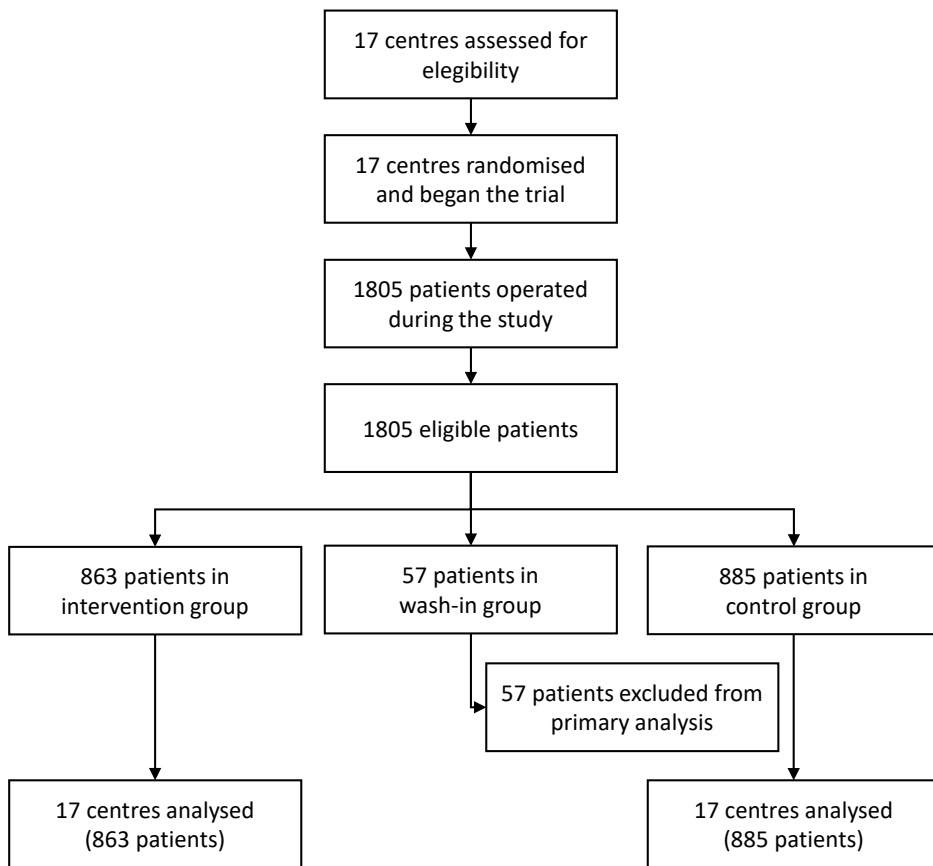 17 centres assessed for
elegibility
17 centres randomised
and began the trial
1805 patients operated
during the study
1805 eligible patients
863 patients in
intervention group
57 patients in
wash-in group
885 patients in
control group
57 patients excluded from
primary analysis
17 centres analysed
(863 patients)
17 centres analysed
(885 patients)